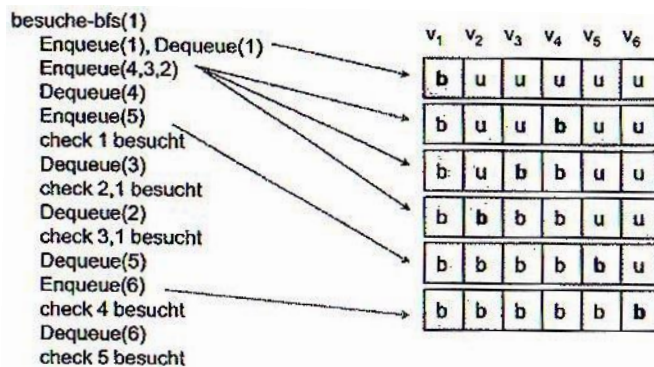 besuche-bfs(1)
Enqueue(1), Dequeue(1)
Enqueue(4,3,2)
Dequeue(4)
Enqueue(5)
check 1 besucht
Dequeue(3)
check 2,1 besucht
Dequeue(2)
check 3,1 besucht
Dequeue(5)
Enqueue(6)
check 4 besucht
Dequeue(6)
check 5 besucht
v1 v2 v3 v4 v5 v6
b u u u u u
b u u b u u
b u b b u u
b b b b u u
b b b b b u
b b b b b b